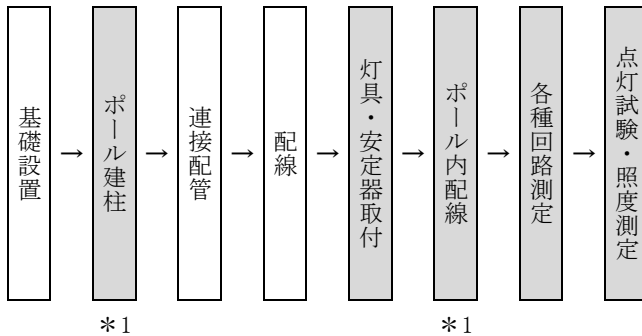 基礎設置
→
ポール建柱
→
連接配管
→
配線
→
灯具・安定器取付
→
ポール内配線
→
各種回路測定
→
点灯試験・照度測定
＊1
＊1